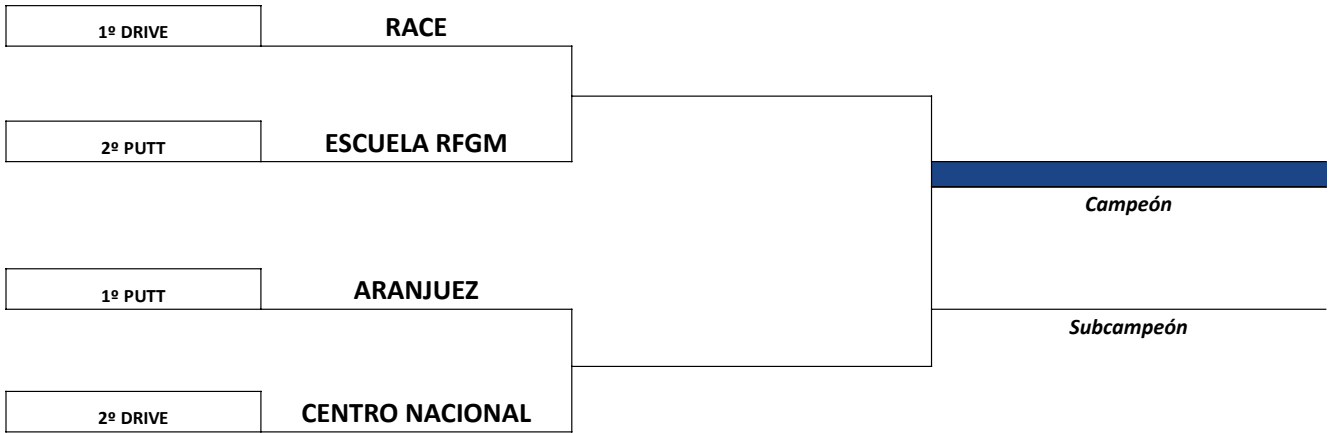 1º DRIVE RACE
2º PUTT ESCUELA RFGM
Campeón
1º PUTT ARANJUEZ
Subcampeón
2º DRIVE CENTRO NACIONAL